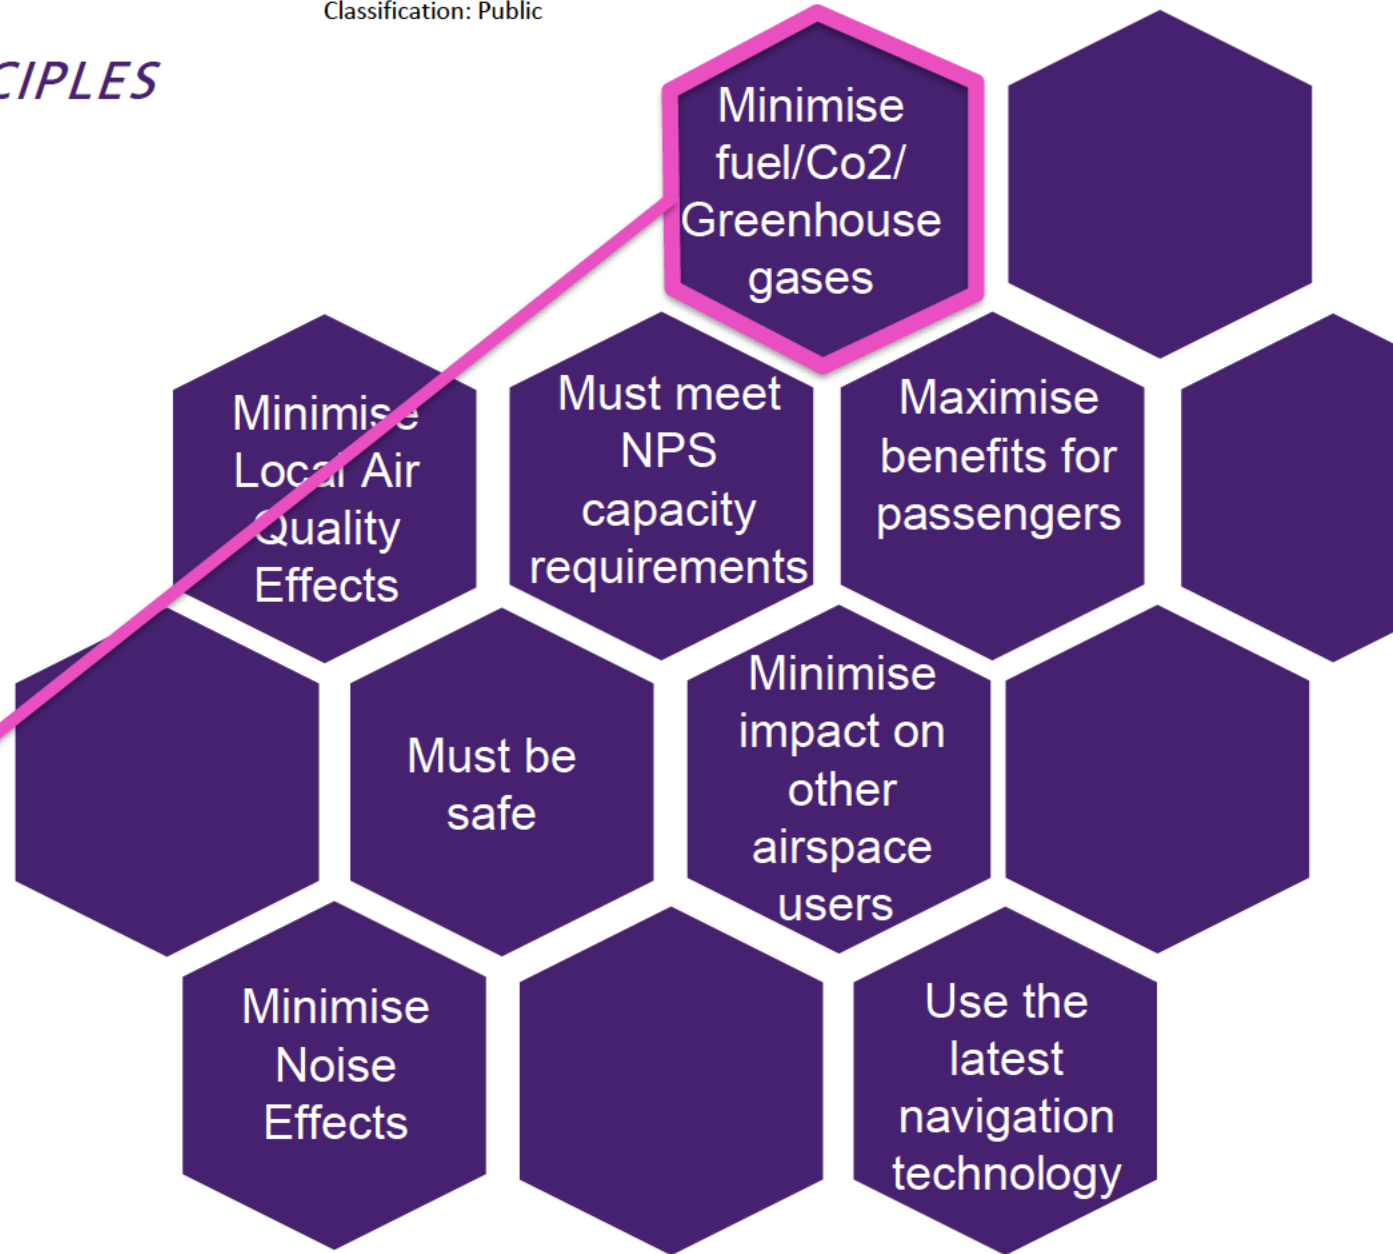 Classification: Public
CIPLES
Minimise
fuel/Co2/
Greenhouse
gases
Minimise
Local Air
Quality
Effects
Must meet
NPS
capacity
requirements
Maximise
benefits for
passengers
Must be
safe
Minimise
impact on
other
airspace
users
Minimise
Noise
Effects
Use the
latest
navigation
technology